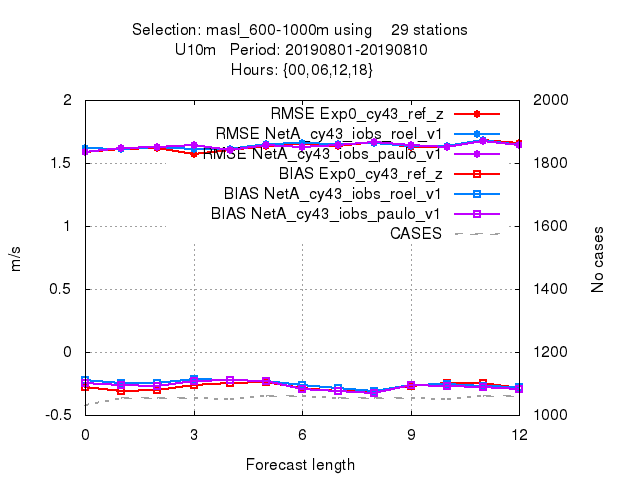 Selection: masl_600-1000m using 29 stations
U10m Period: 20190801-20190810
Hours: {00,06,12,18}
2 2000
RMSE Exp0_cy43_ref_z
RMSE NetA_cy43_iobs_roel_v1
RMSE NetA_cy43_iobs_paulo_v1
1.5 1800
BIAS Exp0_cy43_ref_z
BIAS NetA_cy43_iobs_roel_v1
BIAS NetA_cy43_iobs_paulo_v1
1 1600
CASES
m/s
No cases
0.5 1400
0 1200
-0.5 1000
0 3 6 9 12
Forecast length